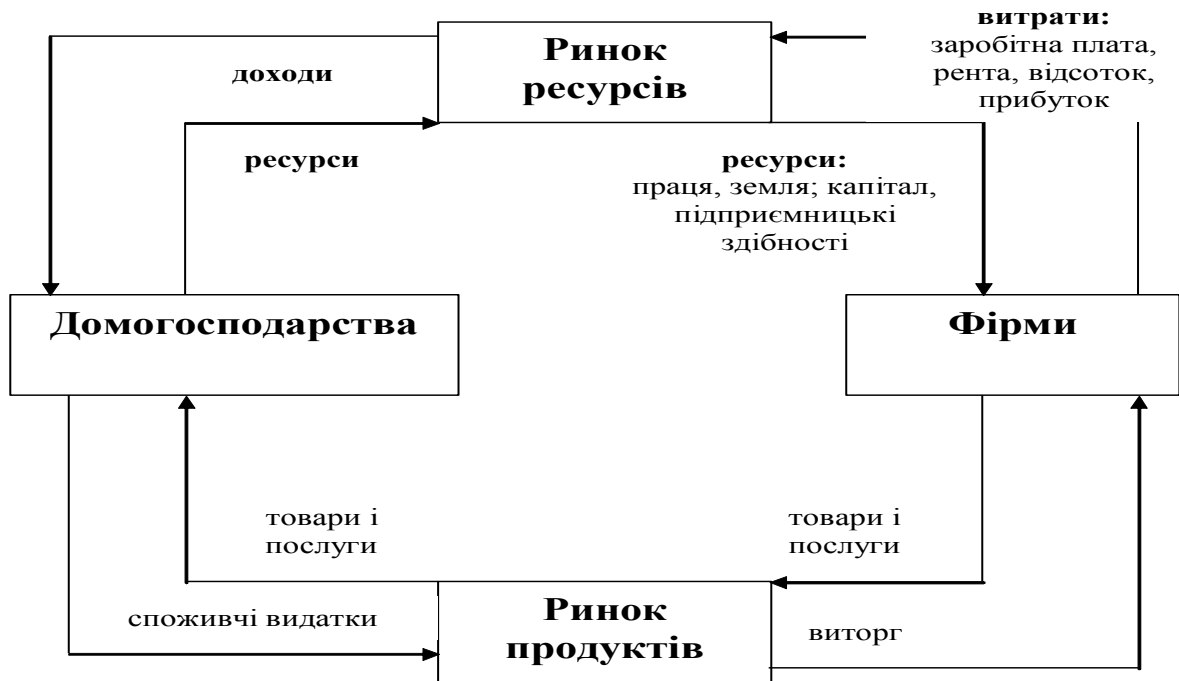 витрати:
заробітна плата,
рента, відсоток,
прибуток
Ринок
ресурсів
доходи
ресурси
ресурси:
праця, земля; капітал,
підприємницькі
здібності
Домогосподарства
Фірми
товари і
послуги
товари і
послуги
споживчі видатки
Ринок
продуктів
виторг